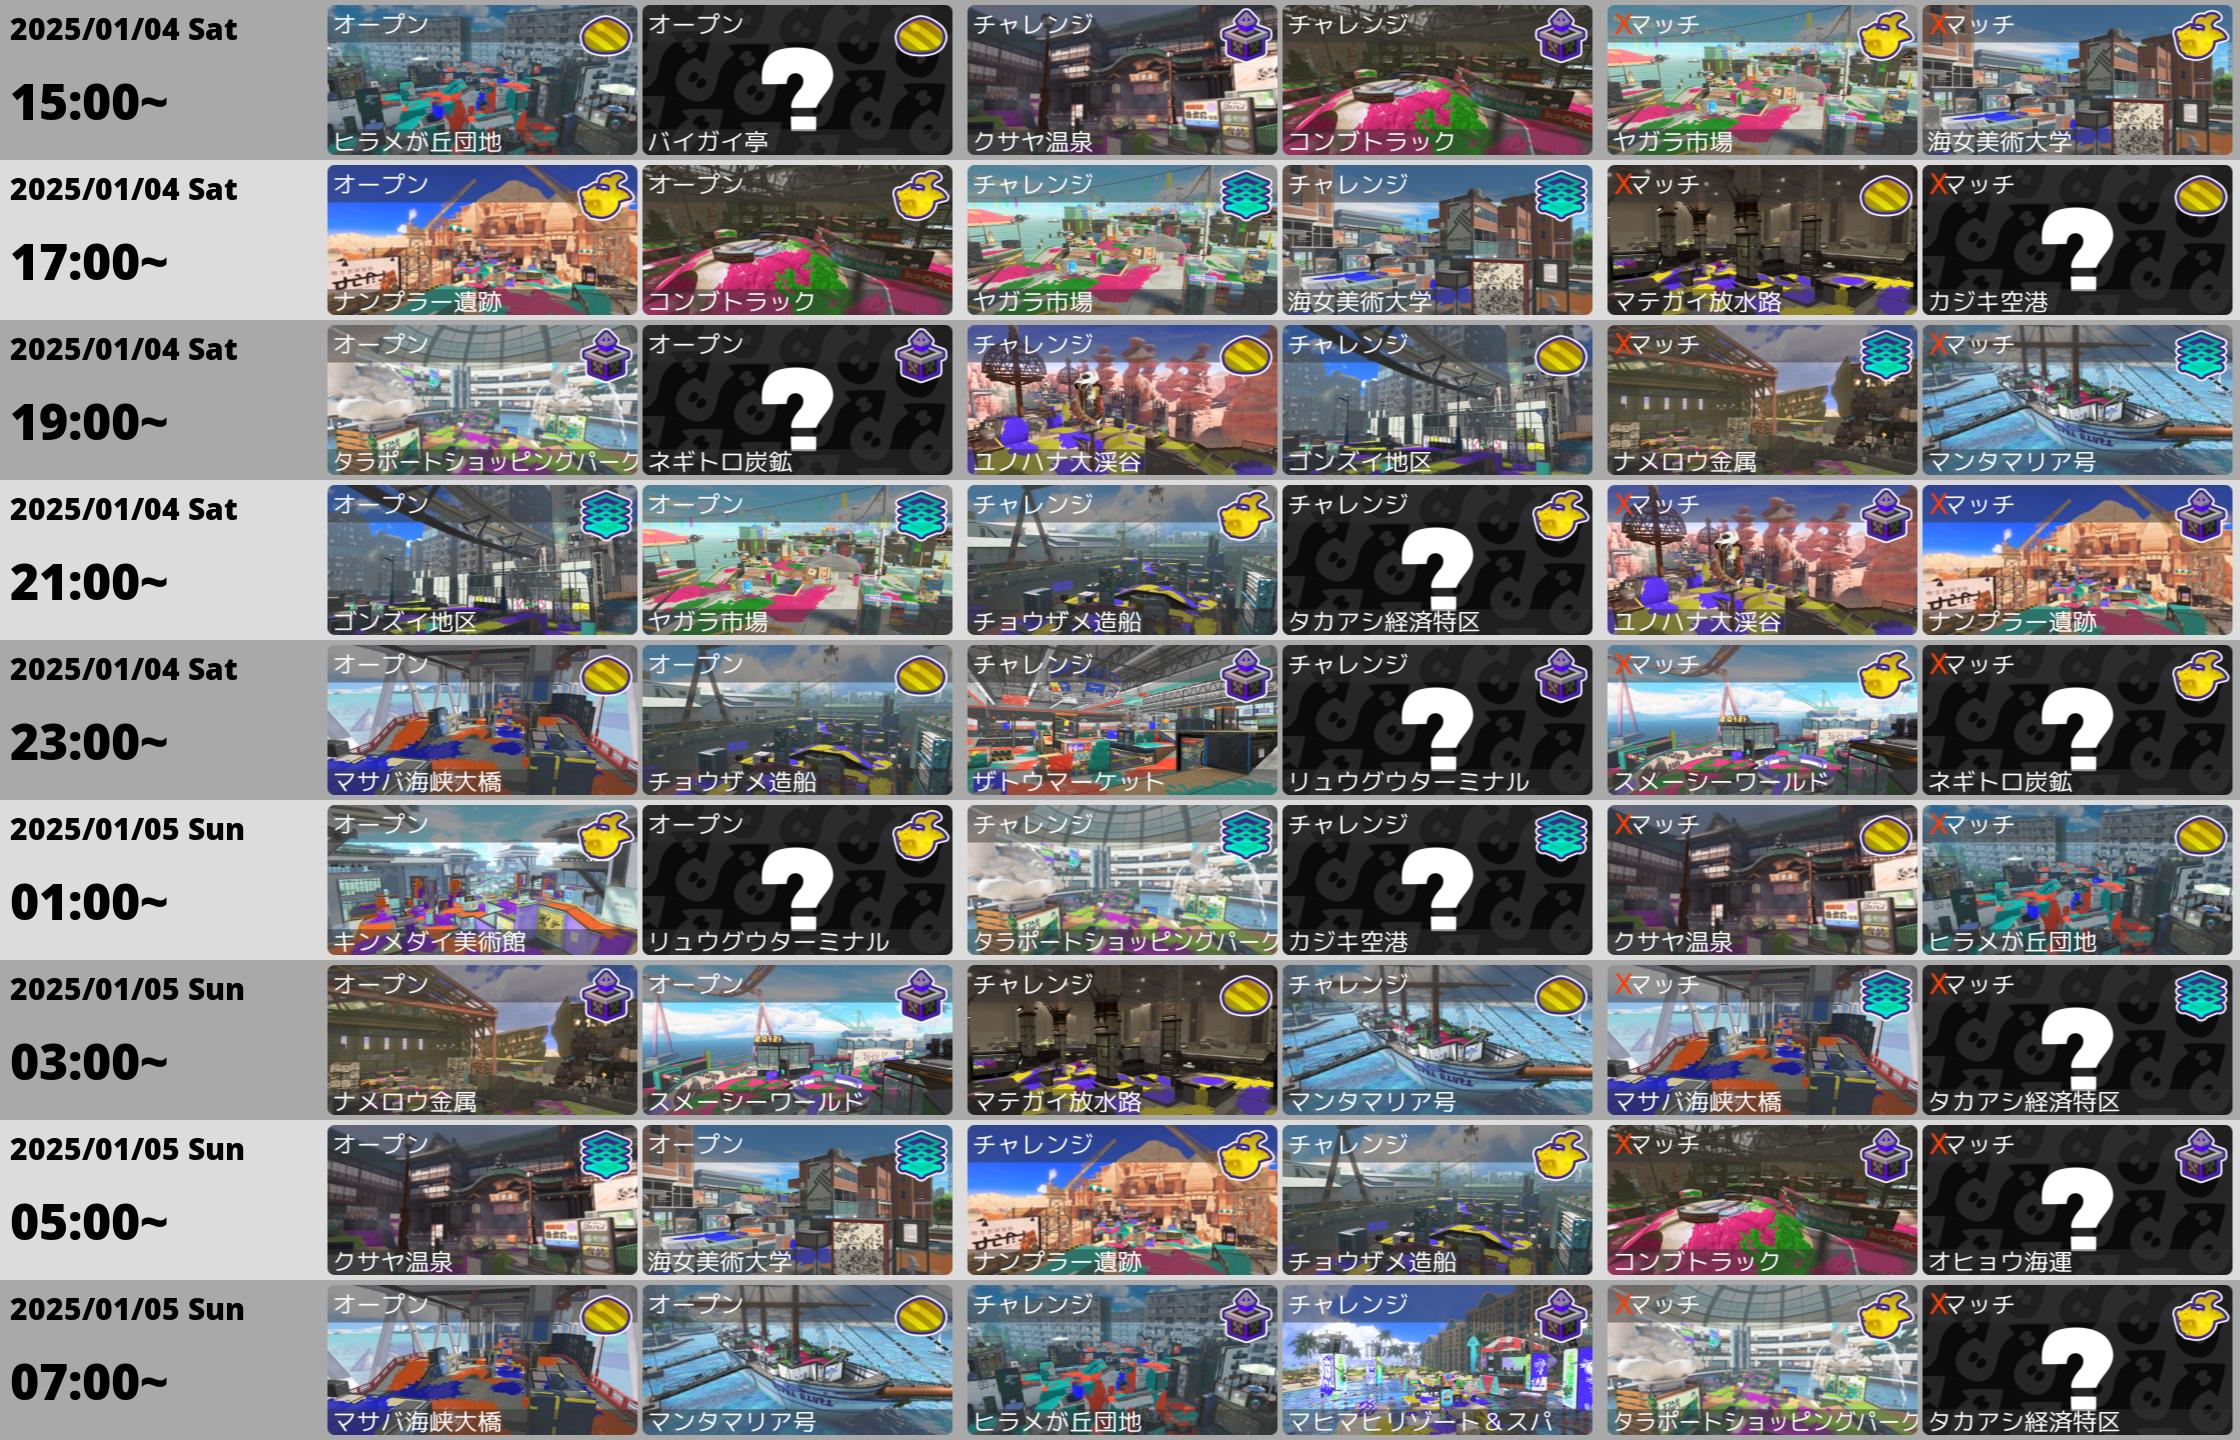 2025/01/04 Sat
15:00~
オープン
ヒラメが丘団地
オープン
バイガイ亭
チャレンジ
クサヤ温泉
チャレンジ
コンブトラック
Xマッチ
ヤガラ市場
Xマッチ
海女美術大学
2025/01/04 Sat
17:00~
オープン
ナンプラー遺跡
オープン
コンブトラック
チャレンジ
ヤガラ市場
チャレンジ
海女美術大学
Xマッチ
マテガイ放水路
Xマッチ
カジキ空港
2025/01/04 Sat
19:00~
オープン
タラポートショッピングパーク
オープン
ネギトロ炭鉱
チャレンジ
ユノハナ大渓谷
チャレンジ
ゴンズイ地区
Xマッチ
ナメロウ金属
Xマッチ
マンタマリア号
2025/01/04 Sat
21:00~
オープン
ゴンズイ地区
オープン
ヤガラ市場
チャレンジ
チョウザメ造船
チャレンジ
タカアシ経済特区
Xマッチ
ユノハナ大渓谷
Xマッチ
ナンプラー遺跡
2025/01/04 Sat
23:00~
オープン
マサバ海峡大橋
オープン
チョウザメ造船
チャレンジ
ザトウマーケット
チャレンジ
リュウグウターミナル
Xマッチ
スメーシーワールド
Xマッチ
ネギトロ炭鉱
2025/01/05 Sun
01:00~
オープン
キンメダイ美術館
オープン
リュウグウターミナル
チャレンジ
タラポートショッピングパーク
チャレンジ
カジキ空港
Xマッチ
クサヤ温泉
Xマッチ
ヒラメが丘団地
2025/01/05 Sun
03:00~
オープン
ナメロウ金属
オープン
スメーシーワールド
チャレンジ
マテガイ放水路
チャレンジ
マンタマリア号
Xマッチ
マサバ海峡大橋
Xマッチ
タカアシ経済特区
2025/01/05 Sun
05:00~
オープン
クサヤ温泉
オープン
海女美術大学
チャレンジ
ナンプラー遺跡
チャレンジ
チョウザメ造船
Xマッチ
コンブトラック
Xマッチ
オヒョウ海運
2025/01/05 Sun
07:00~
オープン
マサバ海峡大橋
オープン
マンタマリア号
チャレンジ
ヒラメが丘団地
チャレンジ
マヒマヒリゾート＆スパ
Xマッチ
タラポートショッピングパーク
Xマッチ
タカアシ経済特区